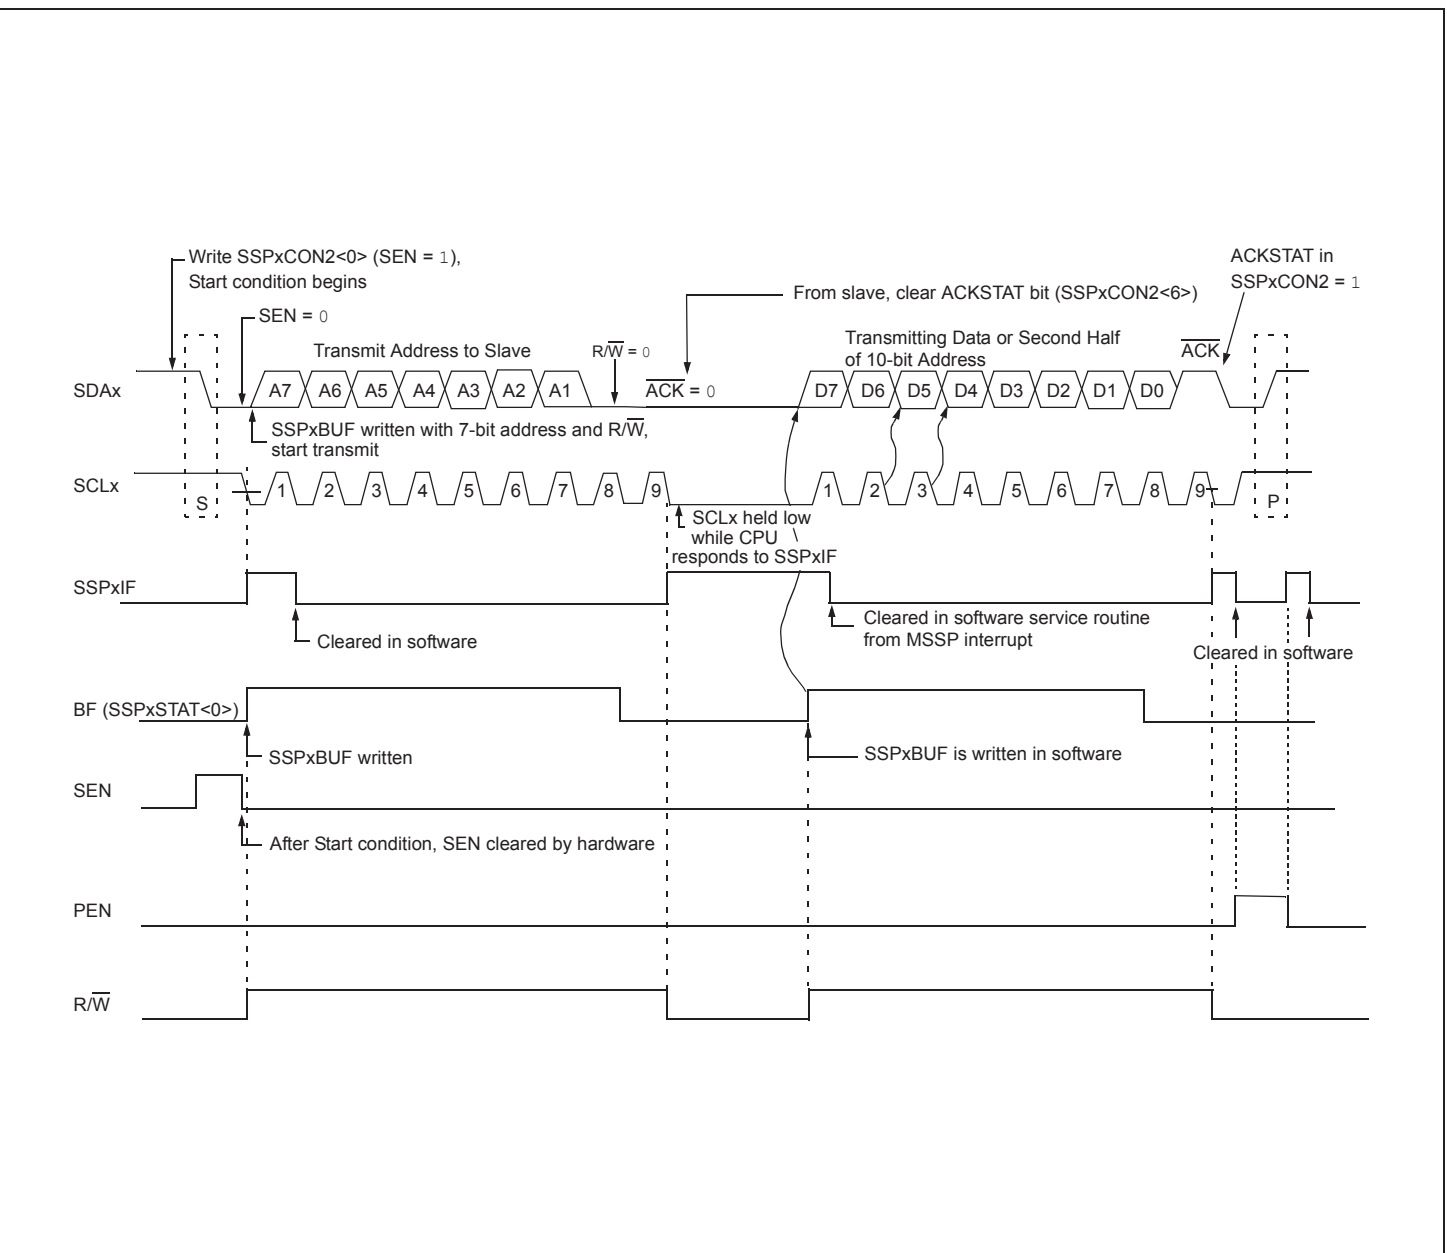 Write SSPxCON2<0> (SEN = 1),
Start condition begins
ACKSTAT in
SSPxCON2 = 1
From slave, clear ACKSTAT bit (SSPxCON2<6>)
SEN = 0
Transmit Address to Slave
R/W̅ = 0
Transmitting Data or Second Half
of 10-bit Address
A̅C̅K̅
SDAx
A7 A6 A5 A4 A3 A2 A1
A̅C̅K̅ = 0
D7 D6 D5 D4 D3 D2 D1 D0
SSPxBUF written with 7-bit address and R/W̅,
start transmit
SCLx
1 2 3 4 5 6 7 8 9
1 2 3 4 5 6 7 8 9
S
P
SCLx held low
while CPU
responds to SSPxIF
SSPxIF
Cleared in software
Cleared in software service routine
from MSSP interrupt
Cleared in software
BF (SSPxSTAT<0>)
SSPxBUF written
SSPxBUF is written in software
SEN
After Start condition, SEN cleared by hardware
PEN
R/W̅